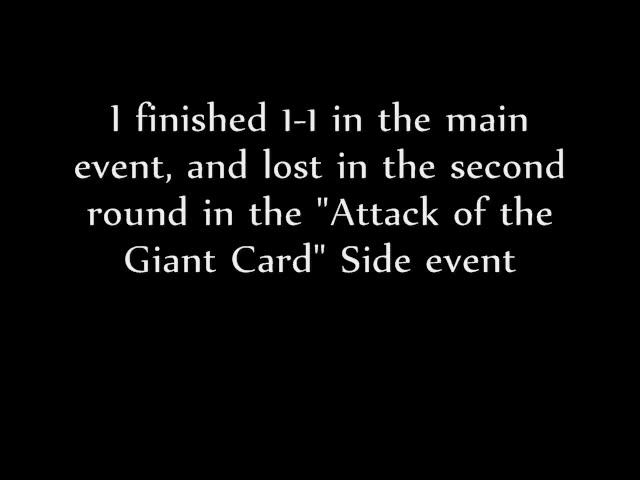 I finished 1-1 in the main
event, and lost in the second
round in the "Attack of the
Giant Card" Side event